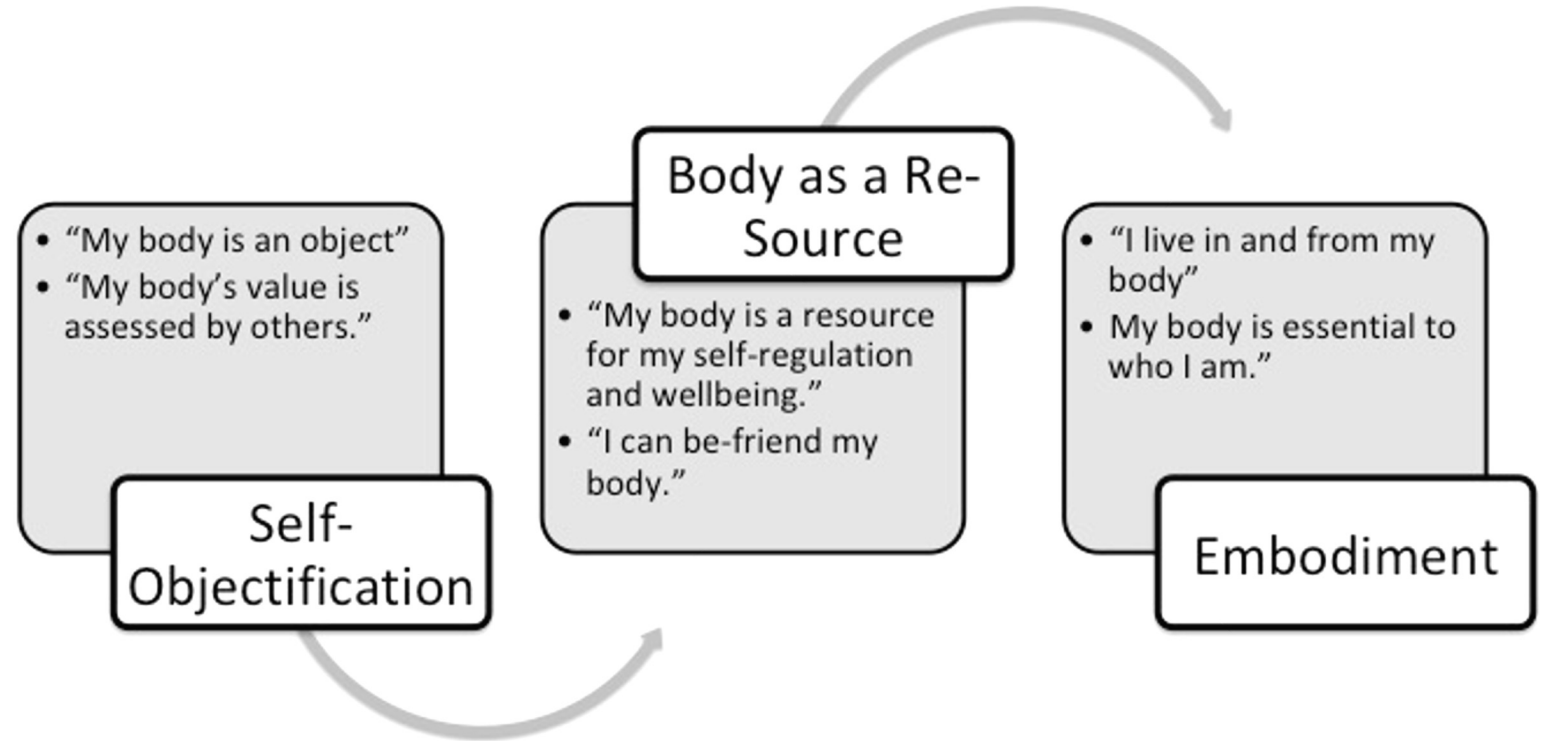 • “My body is an object”
• “My body’s value is
assessed by others.”
Self-
Objectification
Body as a Re-
Source
• “My body is a resource
for my self-regulation
and wellbeing.”
• “I can be-friend my
body.”
• “I live in and from my
body”
• My body is essential to
who I am.”
Embodiment